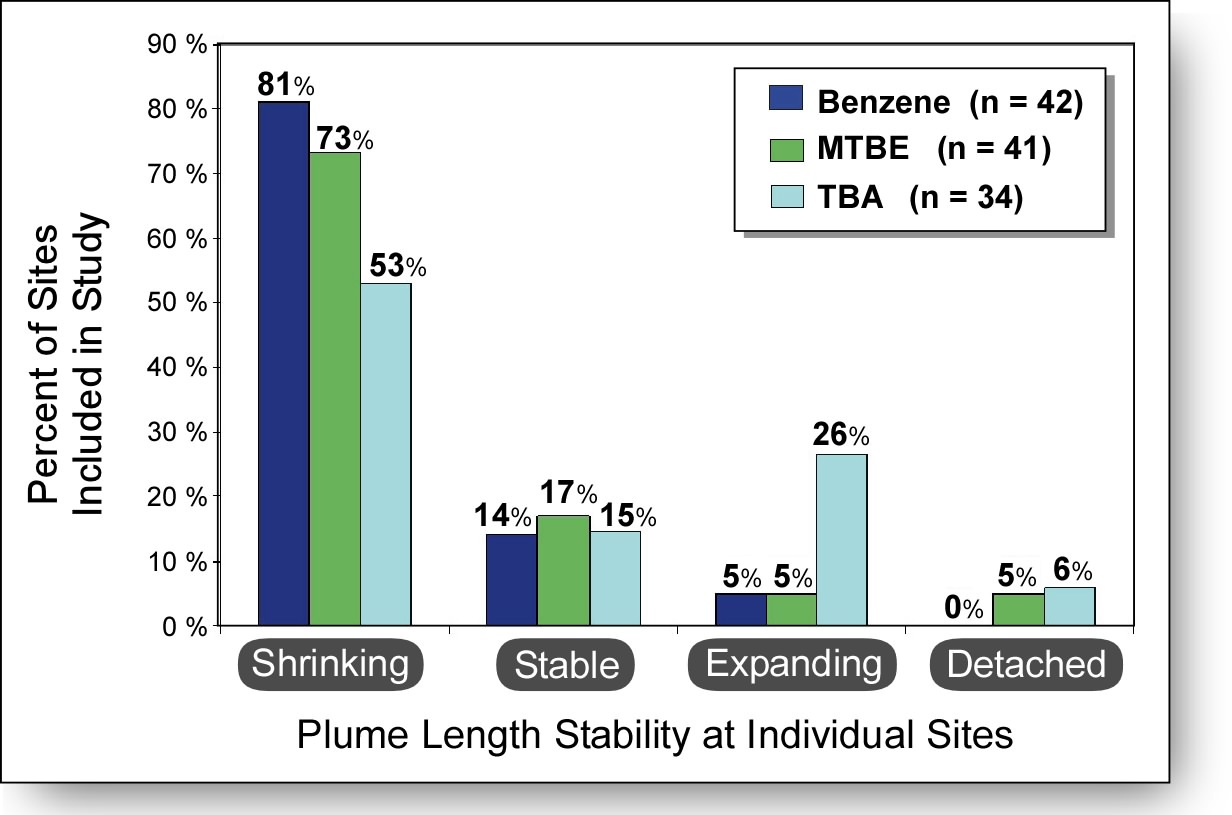 Percent of Sites
Included in Study
90 %
80 %
70 %
60 %
50 %
40 %
30 %
20 %
10 %
0 %
81%
73%
53%
14%
17%
15%
5%
5%
26%
0%
5%
6%
Benzene (n = 42)
MTBE (n = 41)
TBA (n = 34)
Shrinking
Stable
Expanding
Detached
Plume Length Stability at Individual Sites